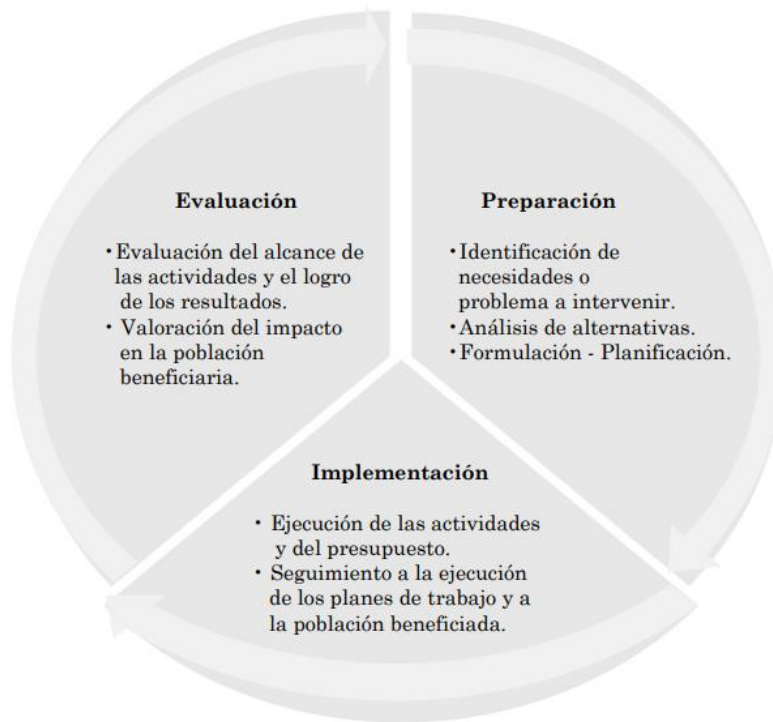 Evaluación
• Evaluación del alcance de
las actividades y el logro
de los resultados.
• Valoración del impacto
en la población
beneficiaria.
Preparación
• Identificación de
necesidades o
problema a intervenir.
• Análisis de alternativas.
• Formulación - Planificación.
Implementación
• Ejecución de las actividades
y del presupuesto.
• Seguimiento a la ejecución
de los planes de trabajo y a
la población beneficiada.